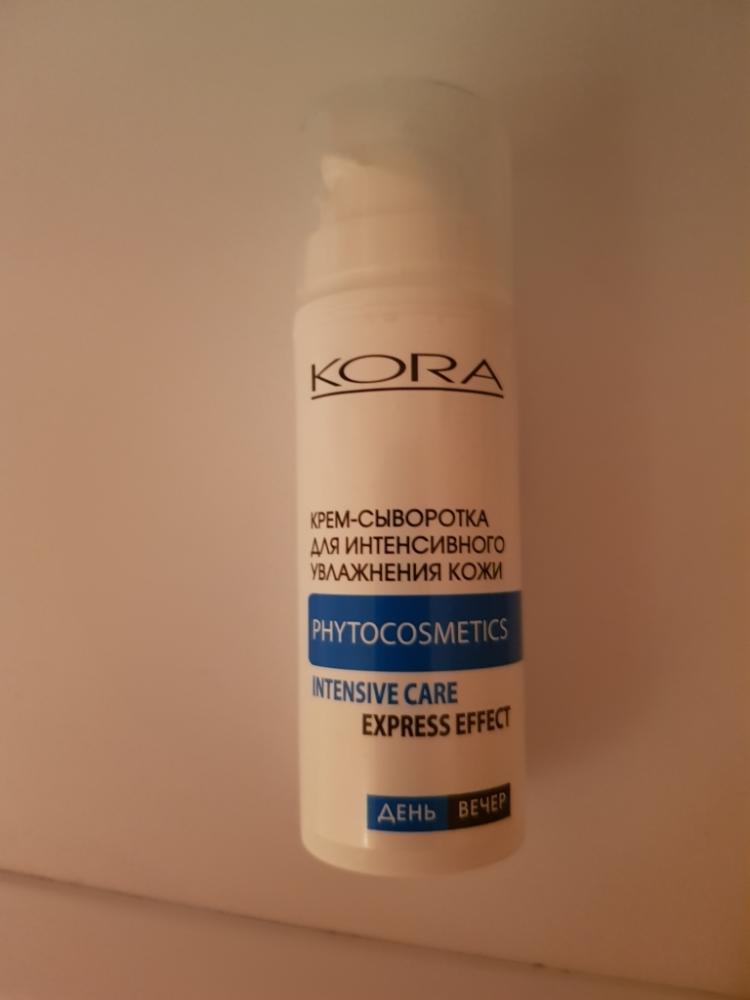 KORA
КРЕМ-СЫВОРОТКА
ДЛЯ ИНТЕНСИВНОГО
УВЛАЖНЕНИЯ КОЖИ
PHYTOCOSMETICS
INTENSIVE CARE
EXPRESS EFFECT
ДЕНЬ ВЕЧЕР